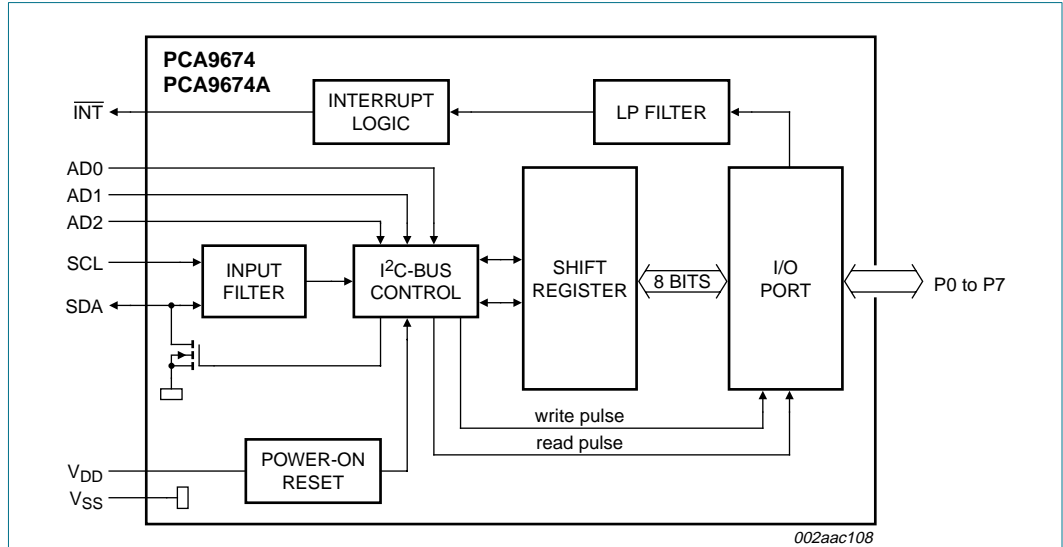 PCA9674
PCA9674A
INT
INTERRUPT
LOGIC
LP FILTER
AD0
AD1
AD2
SCL
SDA
INPUT
FILTER
I²C-BUS
CONTROL
SHIFT
REGISTER
8 BITS
I/O
PORT
P0 to P7
write pulse
read pulse
VDD
VSS
POWER-ON
RESET
002aac108